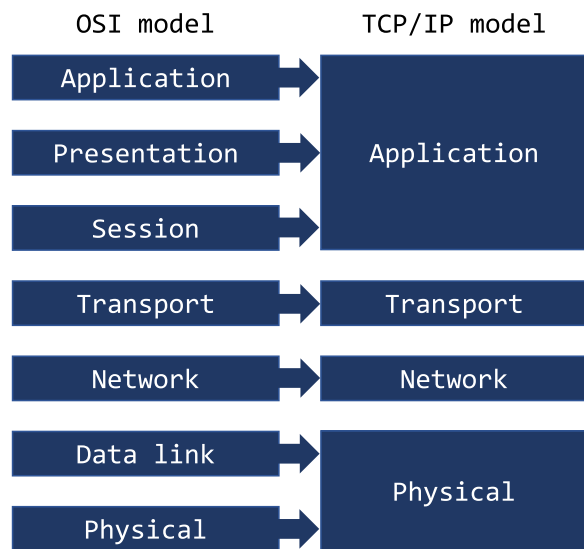 OSI model
TCP/IP model
Application
Presentation
Session
Transport
Network
Data link
Physical
Application
Transport
Network
Physical